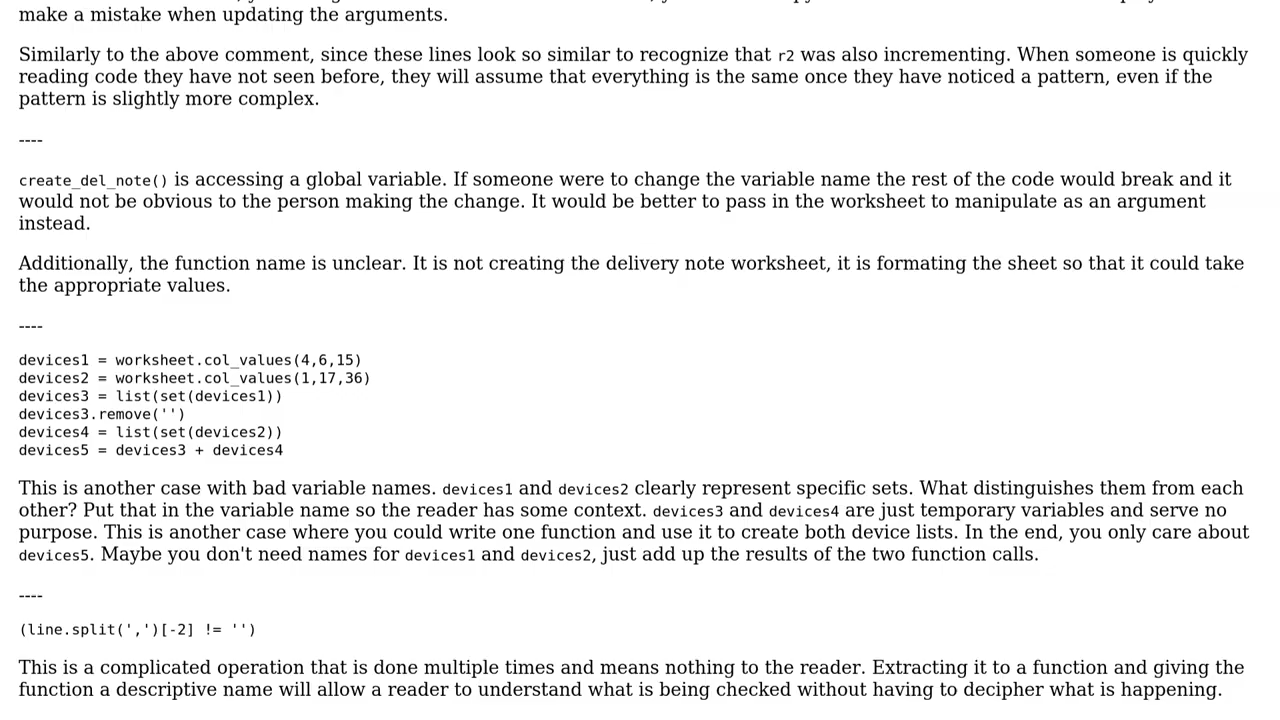 make a mistake when updating the arguments.
Similarly to the above comment, since these lines look so similar to recognize that r2 was also incrementing. When someone is quickly
reading code they have not seen before, they will assume that everything is the same once they have noticed a pattern, even if the
pattern is slightly more complex.
----
create_del_note() is accessing a global variable. If someone were to change the variable name the rest of the code would break and it
would not be obvious to the person making the change. It would be better to pass in the worksheet to manipulate as an argument
instead.
Additionally, the function name is unclear. It is not creating the delivery note worksheet, it is formating the sheet so that it could take
the appropriate values.
----
devices1 = worksheet.col_values(4,6,15)
devices2 = worksheet.col_values(1,17,36)
devices3 = list(set(devices1))
devices3.remove('')
devices4 = list(set(devices2))
devices5 = devices3 + devices4
This is another case with bad variable names. devices1 and devices2 clearly represent specific sets. What distinguishes them from each
other? Put that in the variable name so the reader has some context. devices3 and devices4 are just temporary variables and serve no
purpose. This is another case where you could write one function and use it to create both device lists. In the end, you only care about
devices5. Maybe you don't need names for devices1 and devices2, just add up the results of the two function calls.
----
(line.split(',')[-2] != '')
This is a complicated operation that is done multiple times and means nothing to the reader. Extracting it to a function and giving the
function a descriptive name will allow a reader to understand what is being checked without having to decipher what is happening.